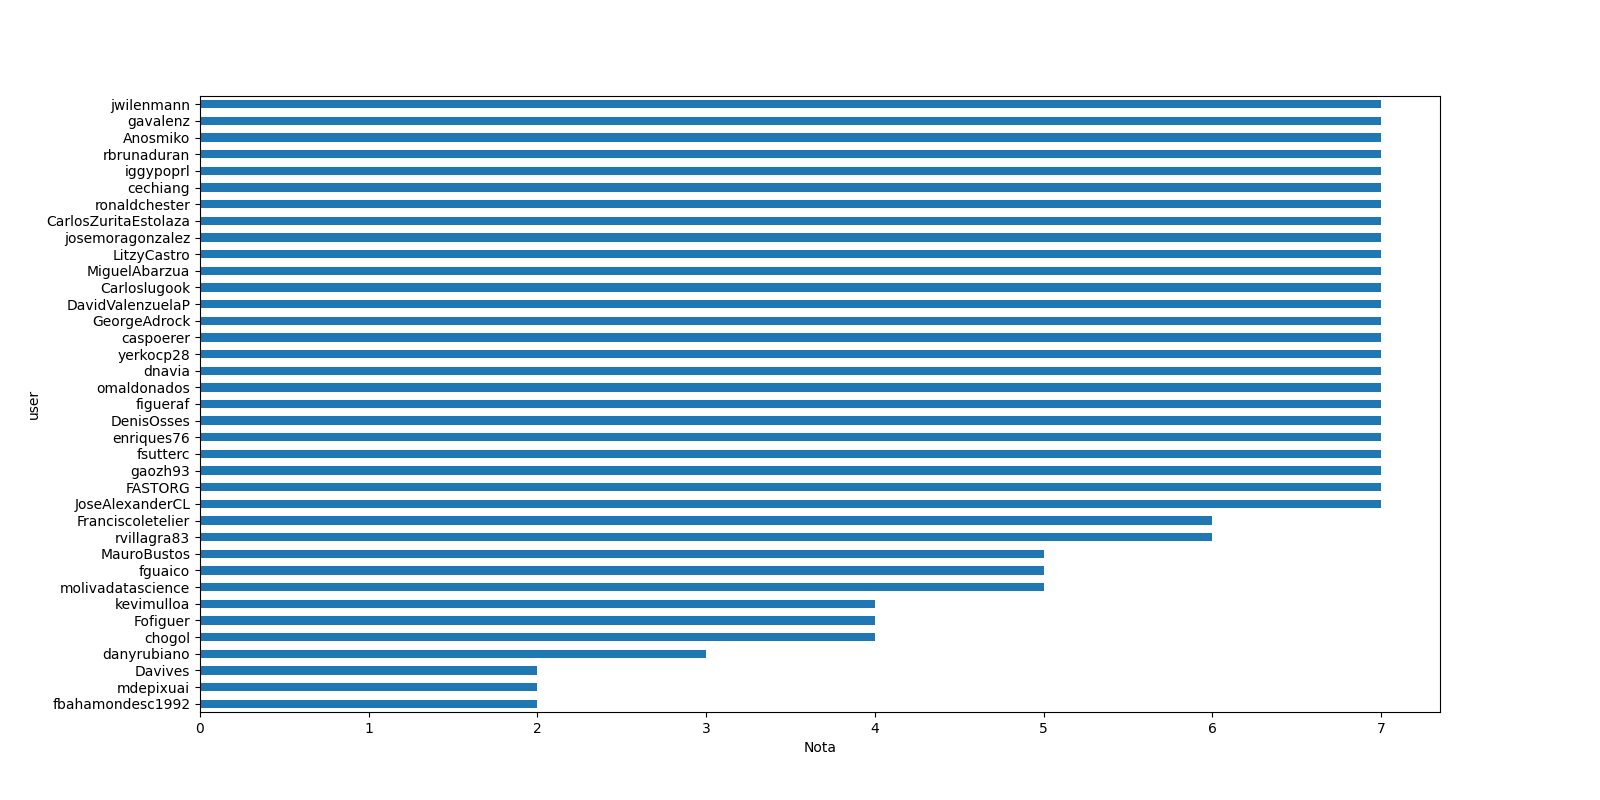 jwilenmann
gavalenz
Anosmiko
rbrunaduran
iggypoprl
cechiang
ronaldchester
CarlosZuritaEstolaza
josemoragonzalez
LitzyCastro
MiguelAbarzua
Carloslugook
DavidValenzuelaP
GeorgeAdrock
caspoerer
yerkocp28
dnavia
omaldonados
figueraf
DenisOsses
enriques76
fsutterc
gaozh93
FASTORG
JoseAlexanderCL
Franciscoletelier
rvillagra83
MauroBustos
fguaico
molivadatascience
kevimulloa
Fofiguer
chogol
danyrubiano
Davives
mdepixuai
fbahamondesc1992
user
0 1 2 3 4 5 6 7
Nota